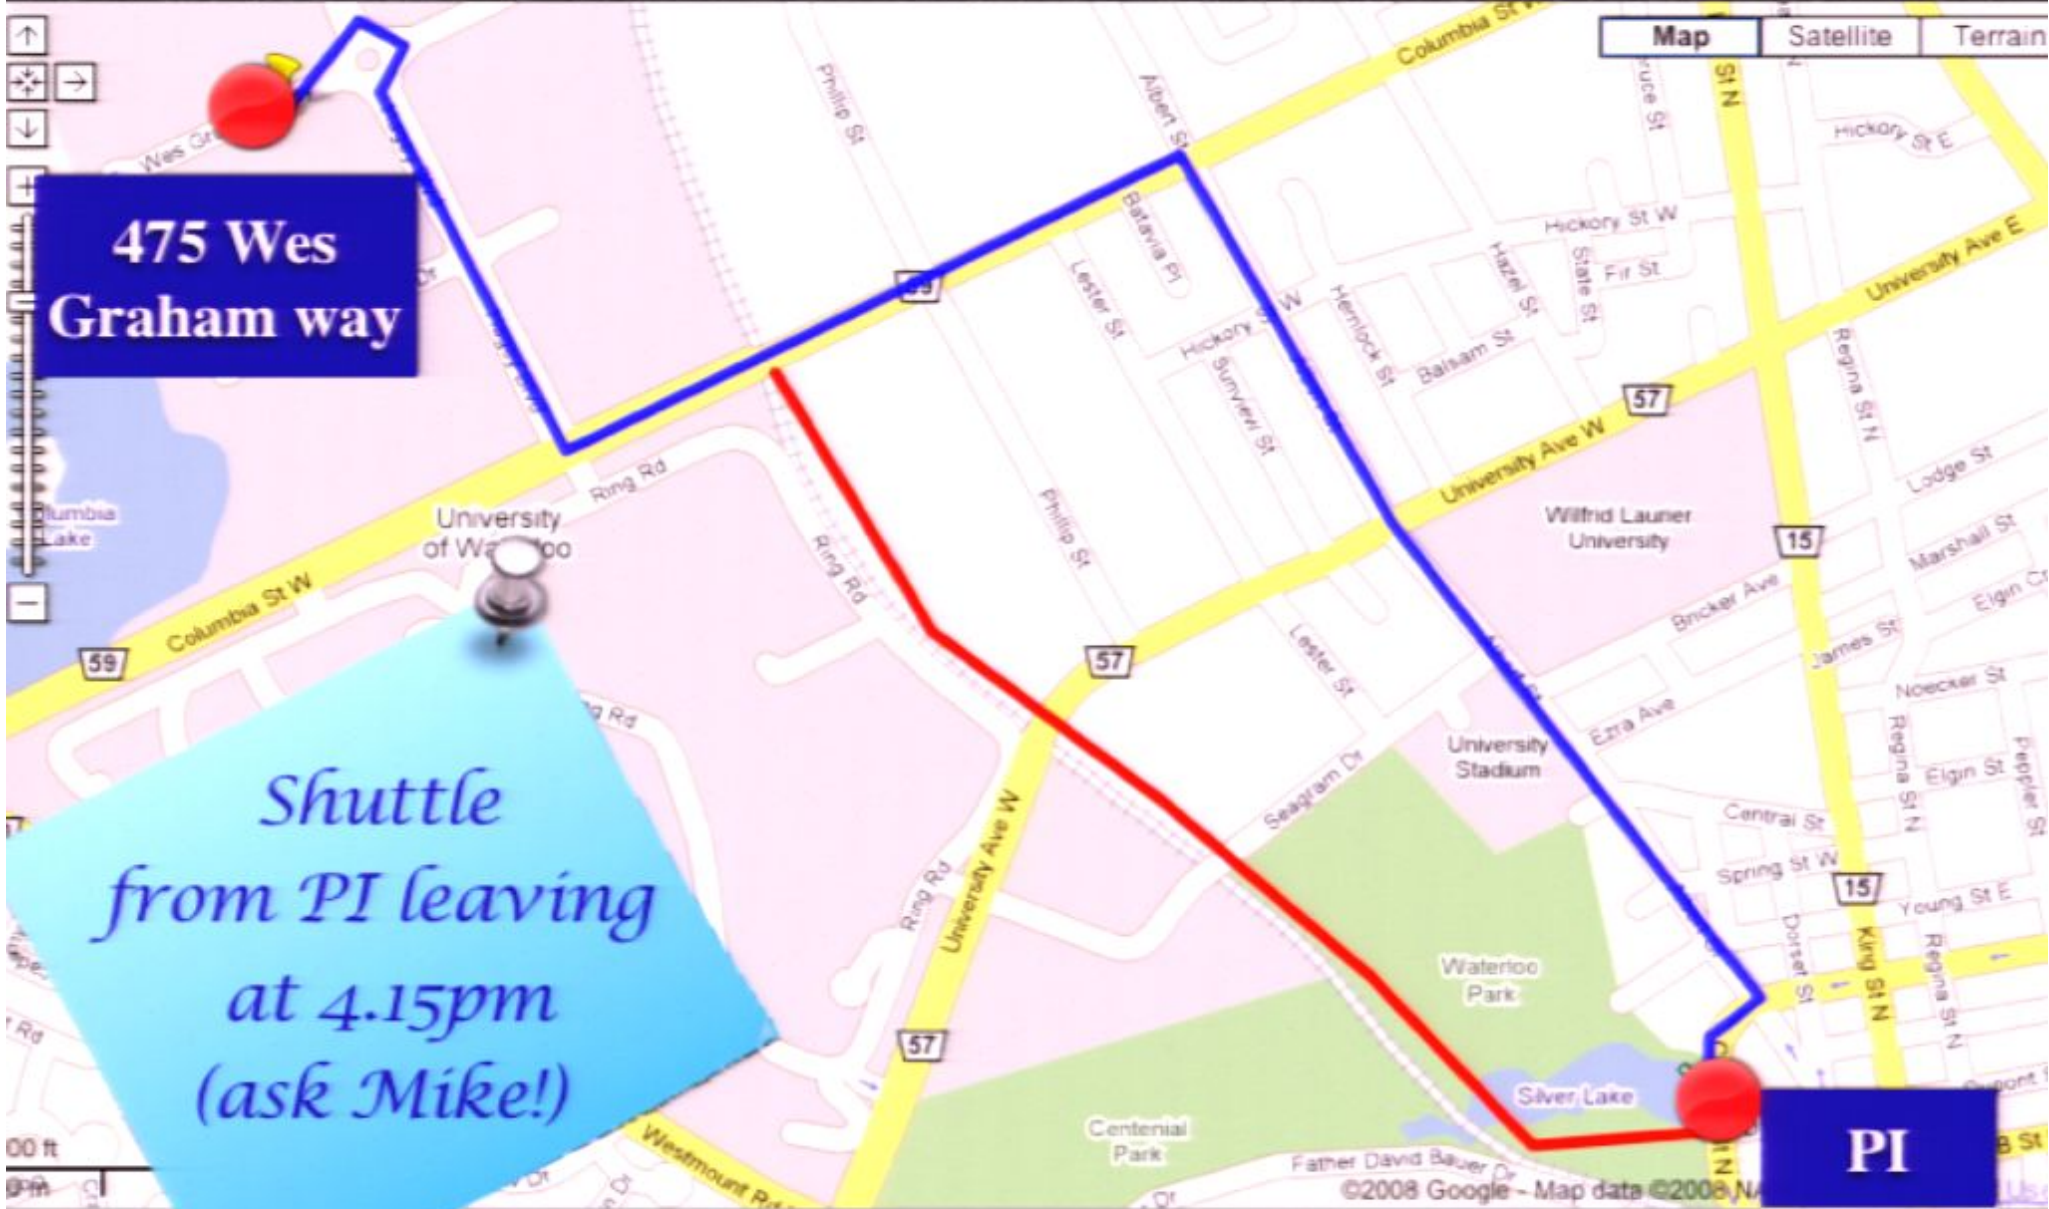 Map
Satellite
Terrain
475 Wes
Graham way
Shuttle
from PI leaving
at 4.15pm
(ask Mike!)
PI
Columbia St W
Phillip St
Albert St
St N
Hickory St E
Hickory St W
Batavia Pl
Lester St
Hazel St
State St
Fir St
University Ave E
Hemlock St
Balsam St
Hickory
W
Sunview St
Regina St N
57
University Ave W
Lodge St
Ring Rd
University
Wilfrid Laurier
University
15
Marshall St
Phillip St
Ring Rd
Columbia St W
59
Bricker Ave
James St
57
Lester St
Noecker St
Ezra Ave
University
Stadium
Regina St N
Peppler St
Elgin St
Seagram Dr
Central St
University Ave W
Spring St W
15
Young St E
Ring Rd
Dorset St
King St N
Regina St N
Waterloo
Park
57
Silver Lake
Centennial
Park
Westmount Rd
Father David Bauer Dr
©2008 Google - Map data ©2008